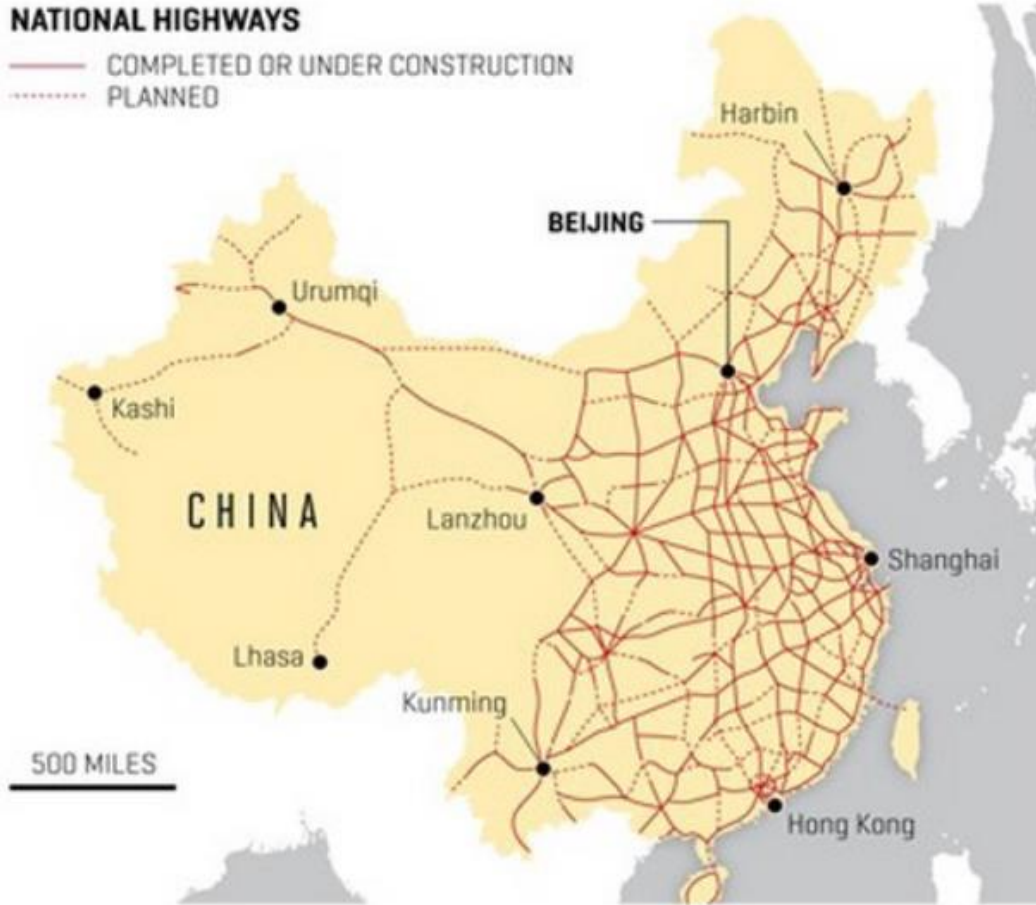 NATIONAL HIGHWAYS
COMPLETED OR UNDER CONSTRUCTION
PLANNED
Harbin
BEIJING
Urumqi
Kashi
CHINA
Lanzhou
Shanghai
Lhasa
Kunming
500 MILES
Hong Kong